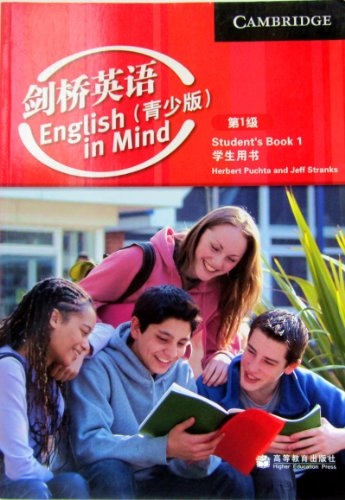 CAMBRIDGE
剑桥英语
English (青少版)
in Mind
第1级
Student's Book 1
学生用书
Herbert Puchta and Jeff Stranks
高等教育出版社
Higher Education Press